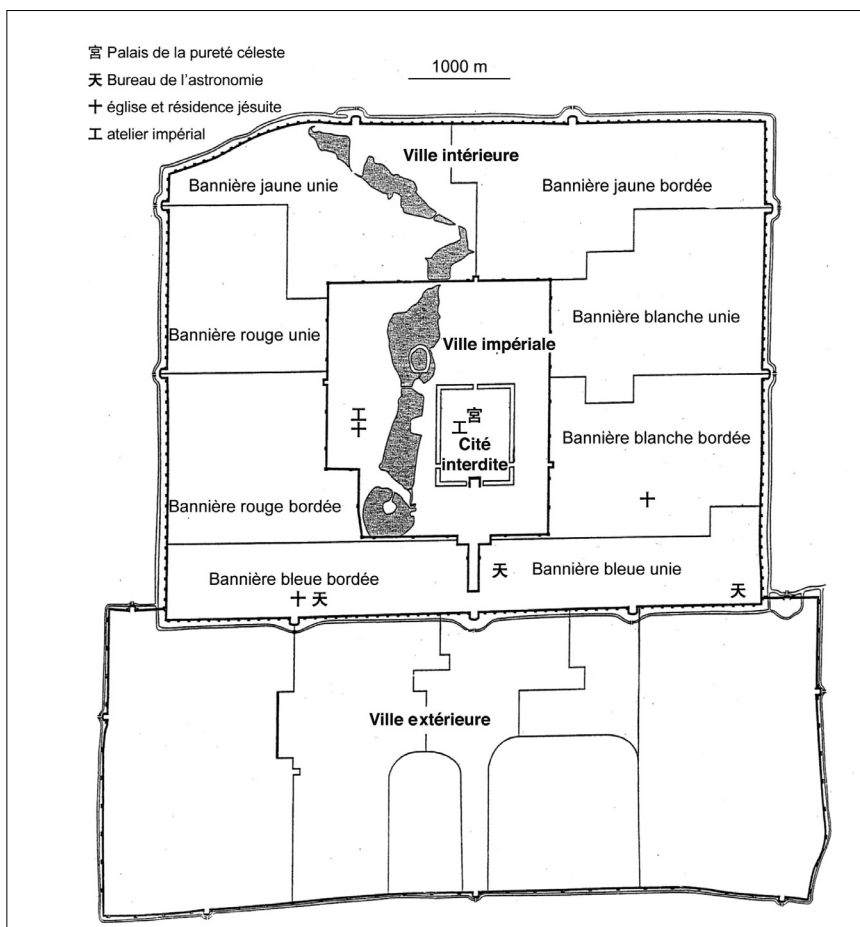 宮 Palais de la pureté céleste
天 Bureau de l'astronomie
十 église et résidence jésuite
工 atelier impérial
1000 m
Ville intérieure
Bannière jaune unie
Bannière jaune bordée
Bannière rouge unie
Bannière blanche unie
Ville impériale
工
十
宮
工
Cité
interdite
Bannière blanche bordée
十
Bannière rouge bordée
天
Bannière bleue unie
Bannière bleue bordée
天
十 天
Ville extérieure